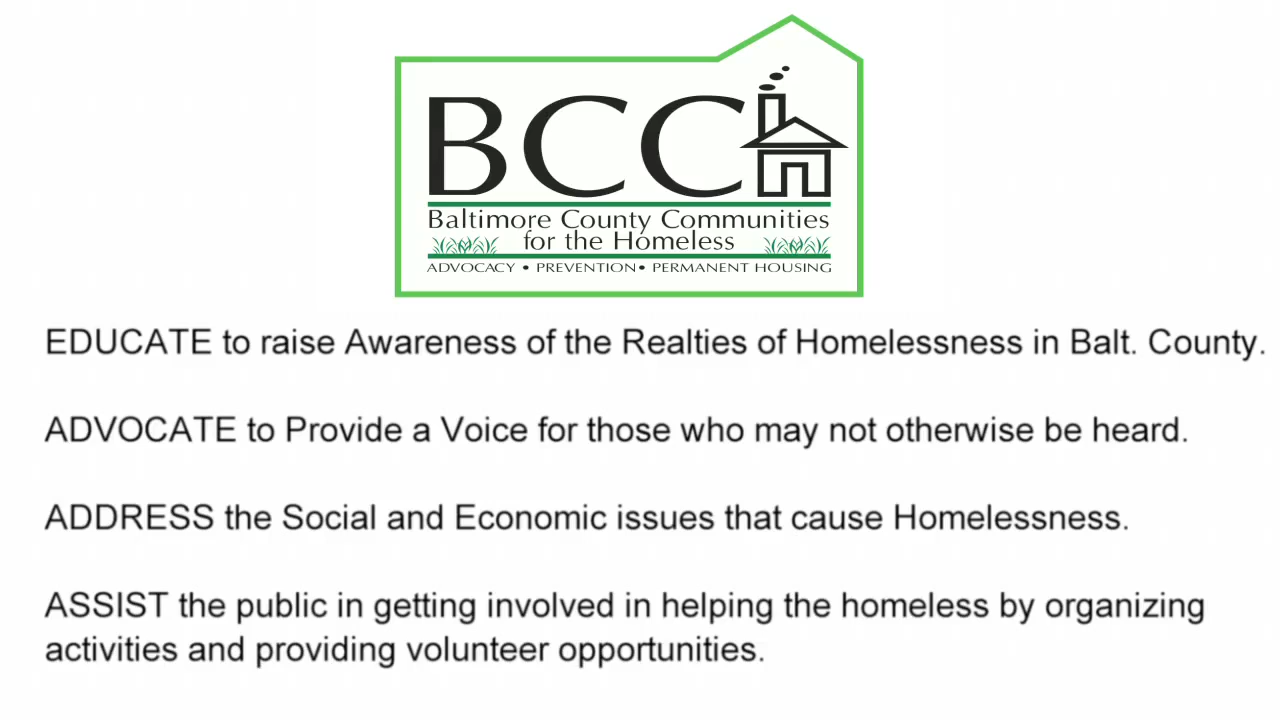 BCC
Baltimore County Communities
for the Homeless
ADVOCACY • PREVENTION • PERMANENT HOUSING
EDUCATE to raise Awareness of the Realties of Homelessness in Balt. County.
ADVOCATE to Provide a Voice for those who may not otherwise be heard.
ADDRESS the Social and Economic issues that cause Homelessness.
ASSIST the public in getting involved in helping the homeless by organizing
activities and providing volunteer opportunities.